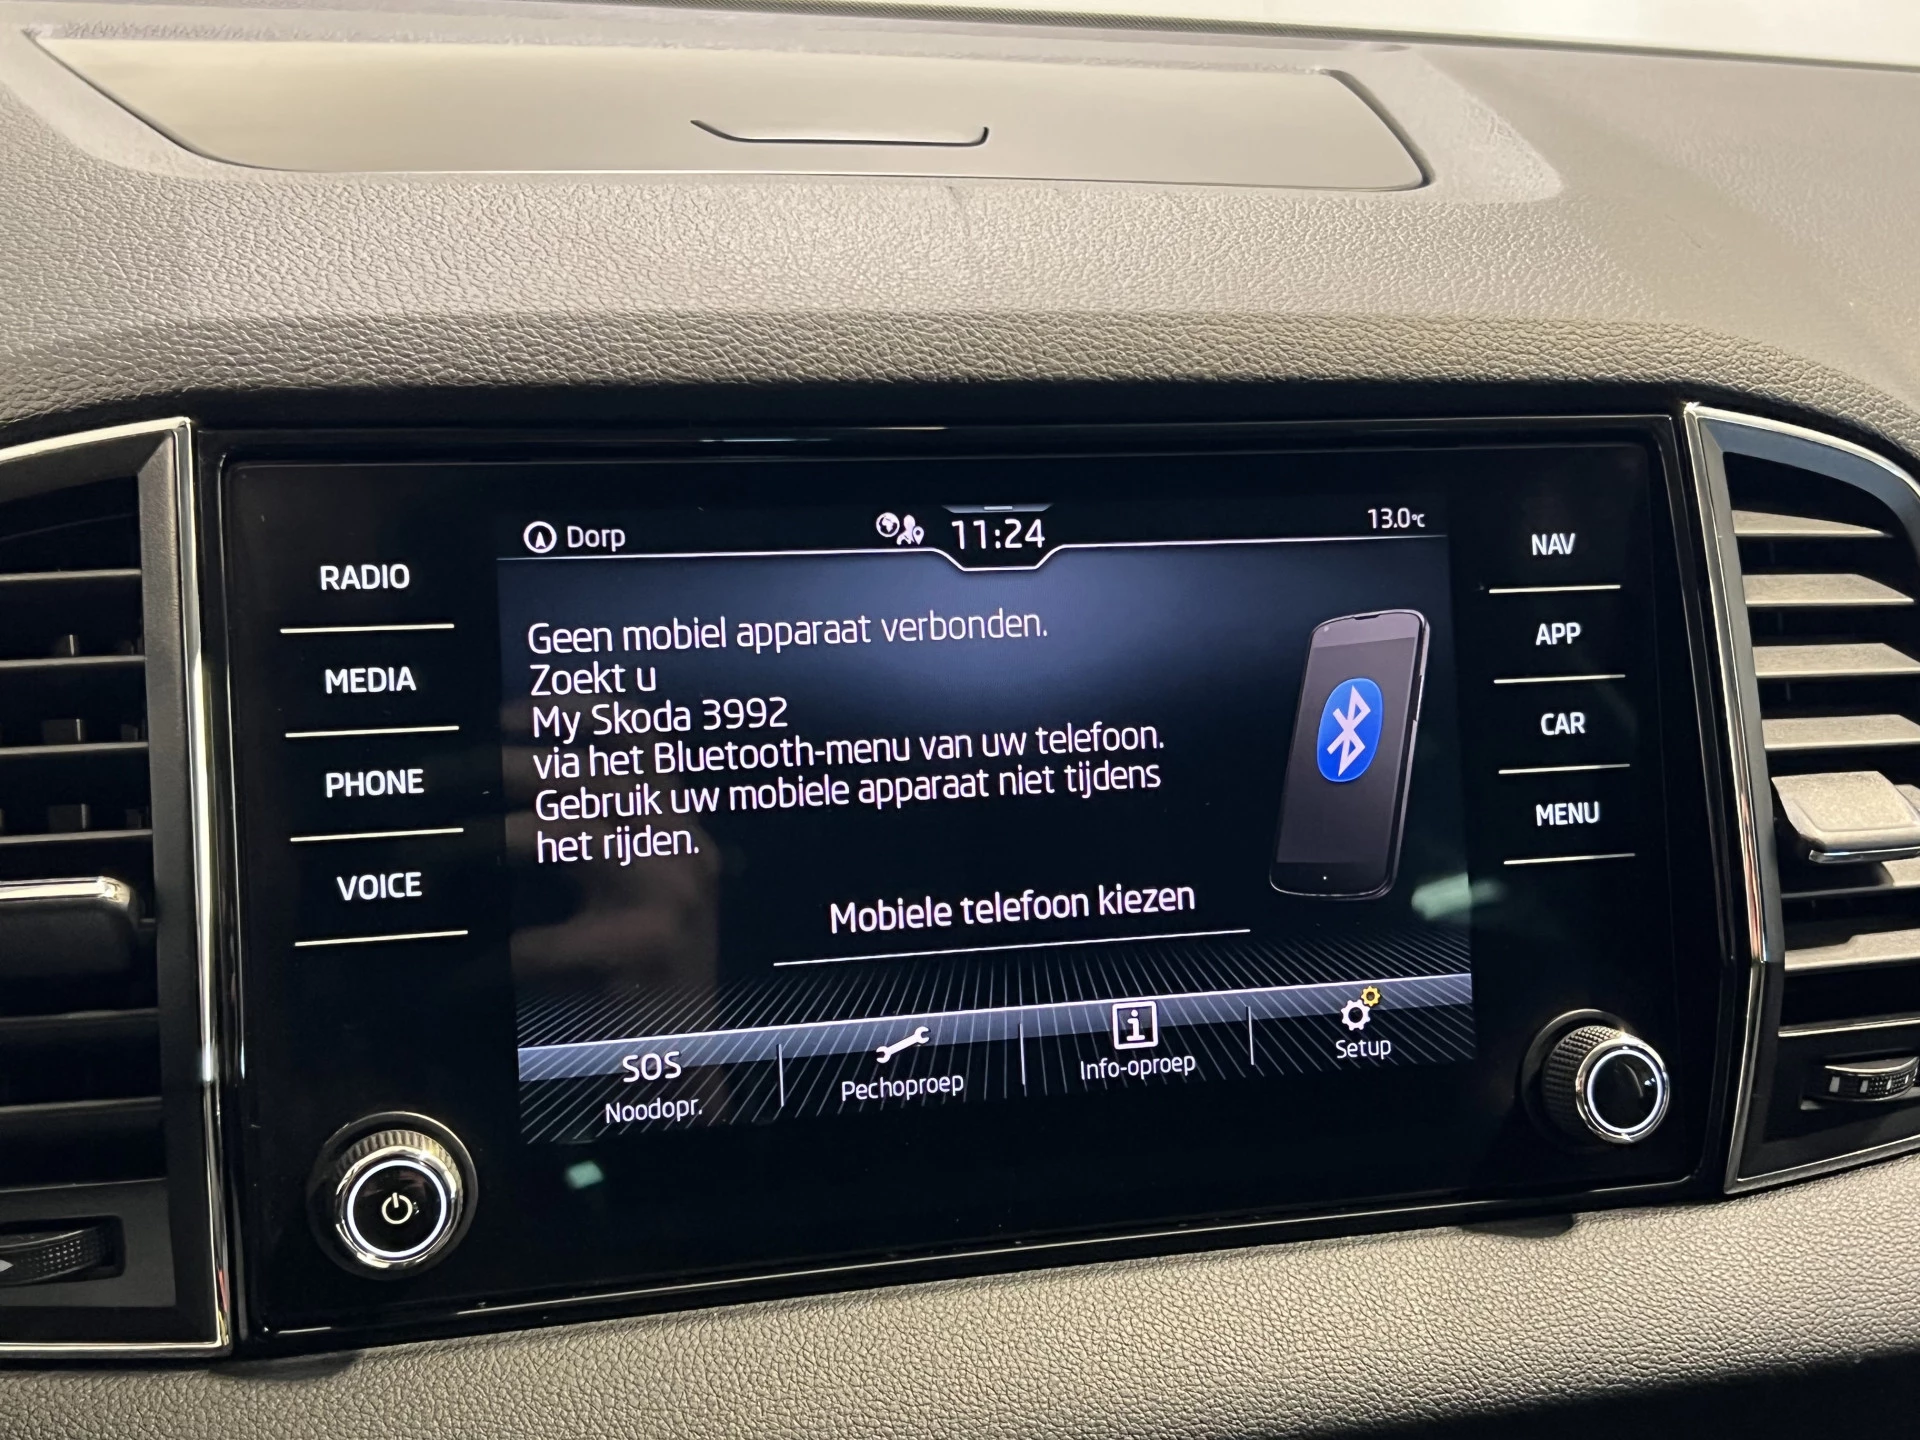 Dorp
11:24
13.0°C
RADIO
MEDIA
PHONE
VOICE
Geen mobiel apparaat verbonden.
Zoekt u
My Skoda 3992
via het Bluetooth-menu van uw telefoon.
Gebruik uw mobiele apparaat niet tijdens
het rijden.
Mobiele telefoon kiezen
SOS
Noodopr.
Pechoproep
Info-oproep
Setup
NAV
APP
CAR
MENU